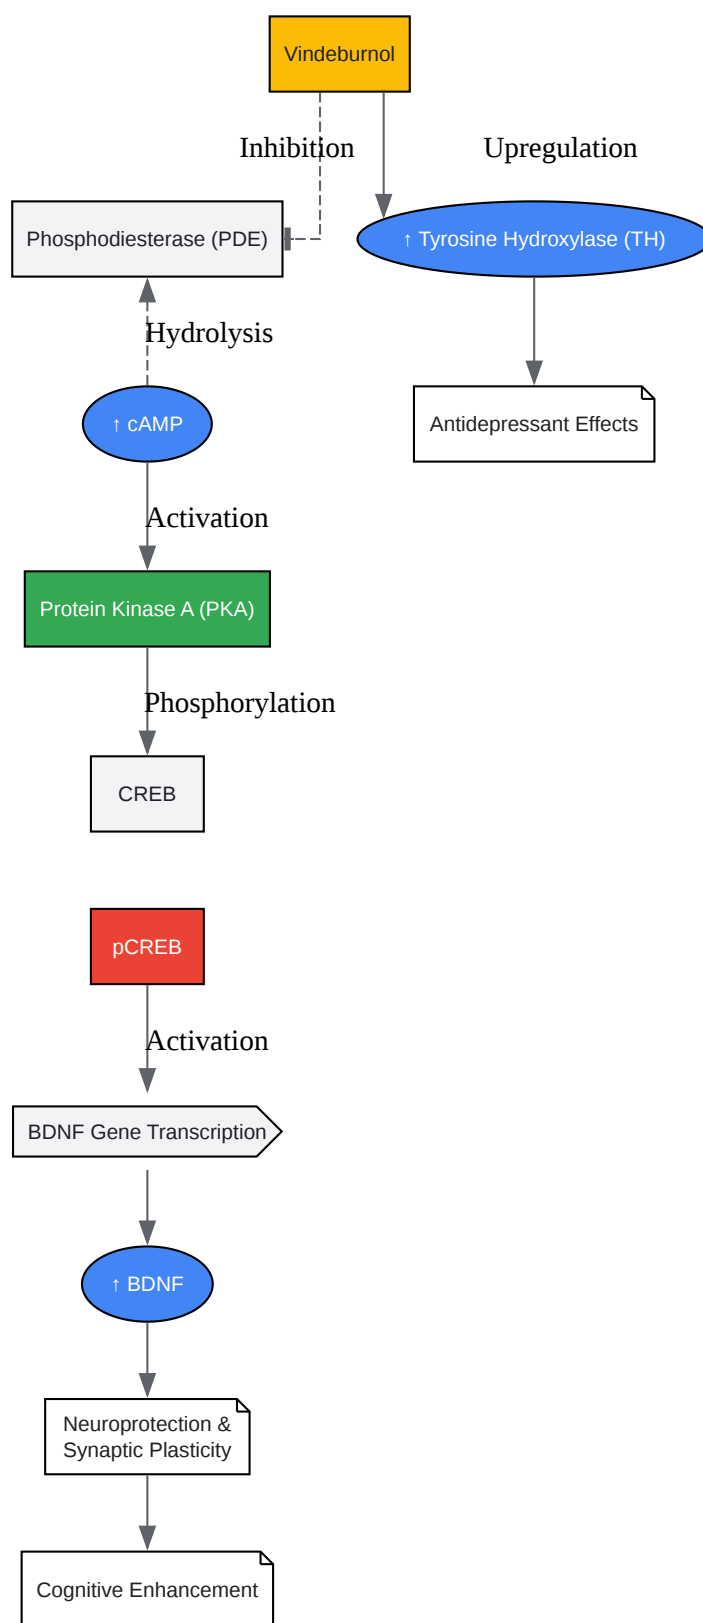 Vindeburnol
Inhibition
Upregulation
Phosphodiesterase (PDE)
↑ Tyrosine Hydroxylase (TH)
Hydrolysis
↑ cAMP
Antidepressant Effects
Activation
Protein Kinase A (PKA)
Phosphorylation
CREB
pCREB
Activation
BDNF Gene Transcription
↑ BDNF
Neuroprotection &
Synaptic Plasticity
Cognitive Enhancement